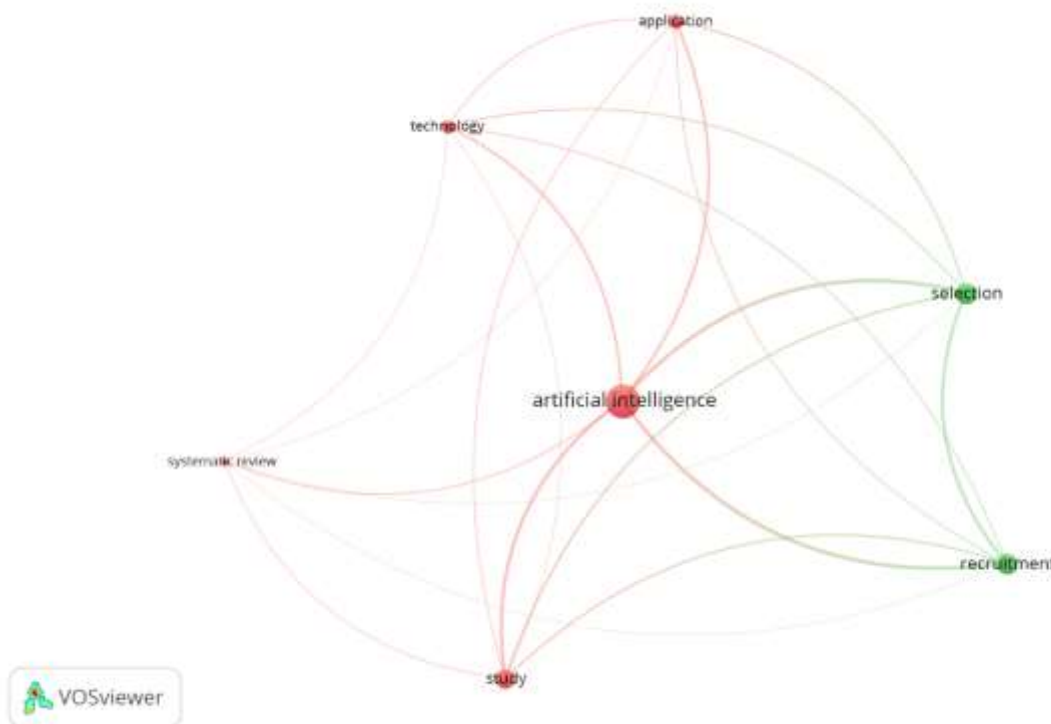 application
technology
selection
artificial intelligence
systematic review
recruitment
study
VOSviewer